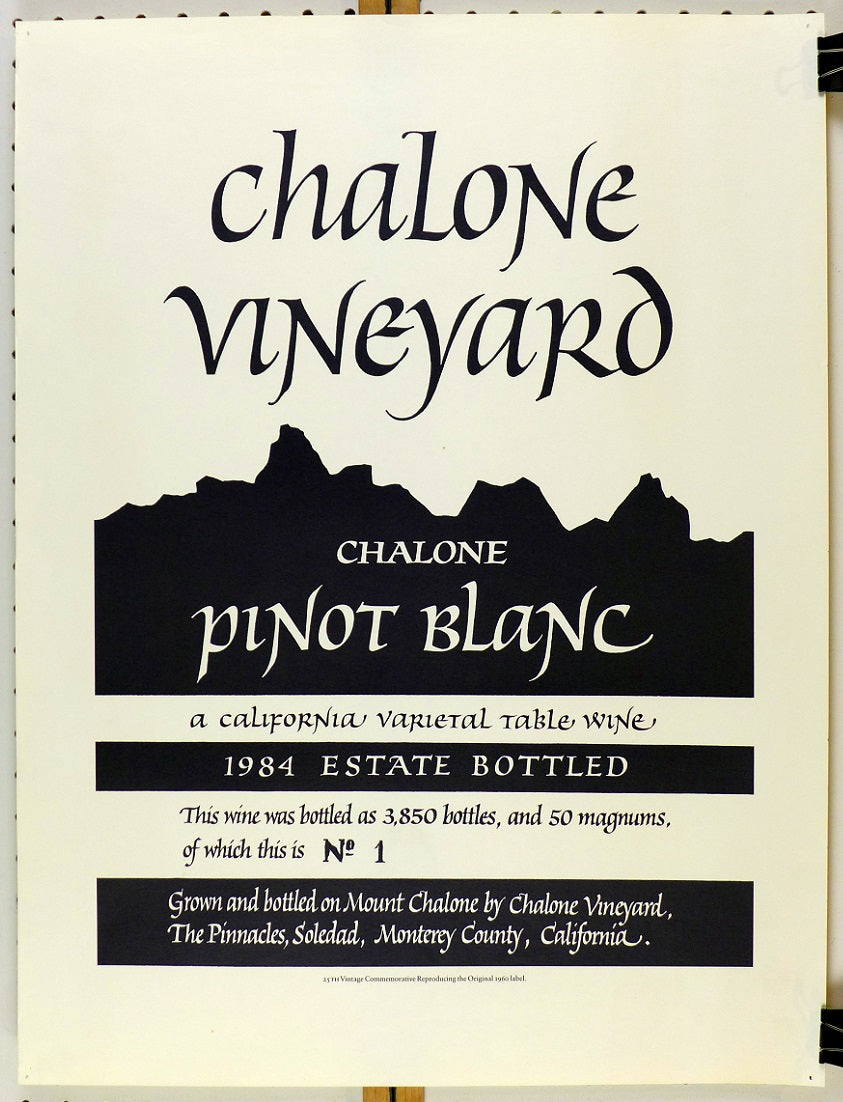 chalone
vineyard
CHALONE
pinot blanc
a california varietal table wine
1984 ESTATE BOTTLED
This wine was bottled as 3,850 bottles, and 50 magnums,
of which this is Nº 1
Grown and bottled on Mount Chalone by Chalone Vineyard,
The Pinnacles, Soledad, Monterey County, California.
25TH Vintage Commemorative Reproducing the Original 1960 label.